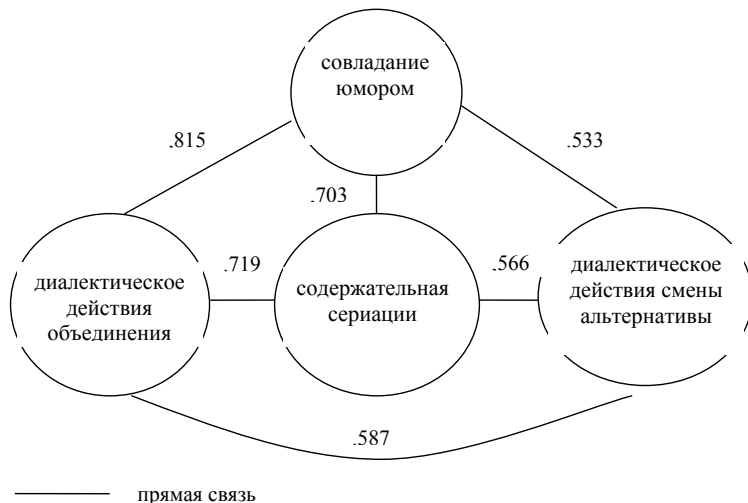 совладание
юмором
.815
.533
.703
диалектическое
действия
объединения
.719
содержательная
сериации
.566
диалектическое
действия смены
альтернативы
.587
прямая связь